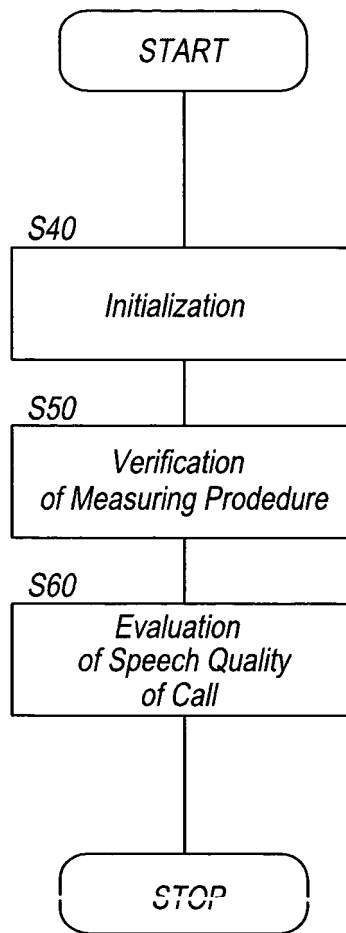 START
S40
Initialization
S50
Verification
of Measuring Prodedure
S60
Evaluation
of Speech Quality
of Call
STOP